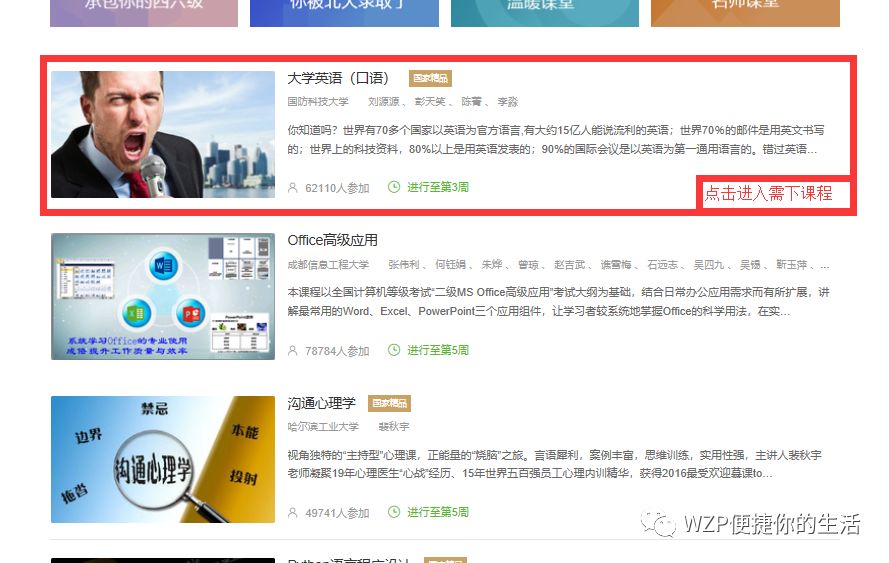 承包你的四六级
你被北大录取了
温暖课堂
名师课堂
大学英语（口语） 国家精品
国防科技大学 刘源源 、 彭天笑 、 陈菁 、 李淼
你知道吗？世界有70多个国家以英语为官方语言,有大约15亿人能说流利的英语；世界70%的邮件是用英文书写
的；世界上的科技资料，80%以上是用英语发表的；90%的国际会议是以英语为第一通用语言的。错过英语...
62110人参加 进行至第3周
点击进入需下课程
Office高级应用
成都信息工程大学 张伟利 、 何钰娟 、 朱烨 、 曾琼 、 赵吉武 、 谯雪梅 、 石远志 、 吴四九 、 吴锡 、 靳玉萍 、...
本课程以全国计算机等级考试“二级MS Office高级应用”考试大纲为基础，结合日常办公应用需求而有所扩展，讲
解最常用的Word、Excel、PowerPoint三个应用组件，让学习者较系统地掌握Office的科学用法，在实...
系统学习Office的专业使用
成倍提升工作质量与效率
78784人参加 进行至第5周
沟通心理学 国家精品
哈尔滨工业大学 裴秋宇
视角独特的“主持型”心理课，正能量的“烧脑”之旅。言语犀利，案例丰富，思维训练，实用性强，主讲人裴秋宇
老师凝聚19年心理医生“心战”经历、15年世界五百强员工心理内训精华，获得2016最受欢迎慕课to...
禁忌
边界
本能
沟通心理学
投射
49741人参加 进行至第5周
WZP便捷你的生活
Python语言程序设计 国家精品